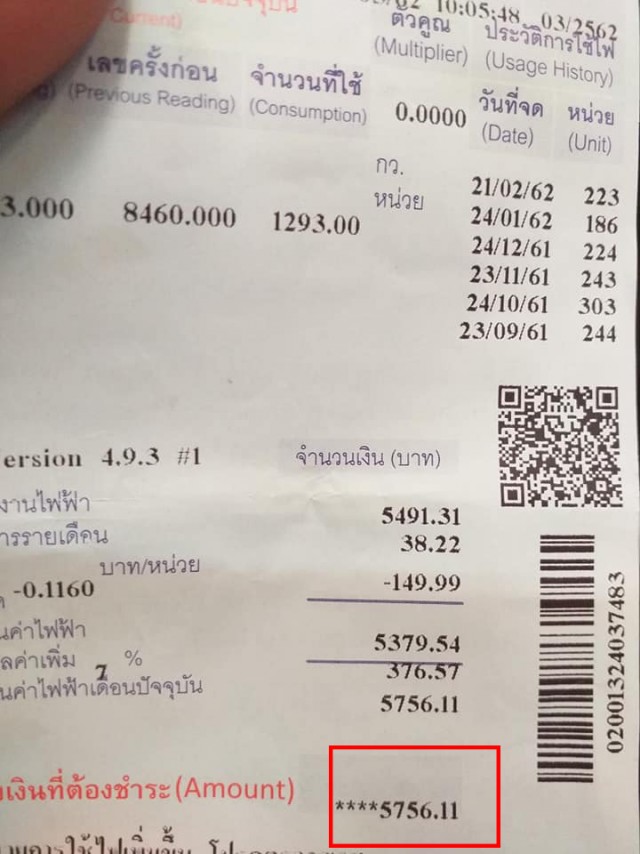 10:05:48 03/2562
Current)
ตัวคูณ ประวัติการใช้ไฟ
(Multiplier) (Usage History)
เลขครั้งก่อน จำนวนที่ใช้
(Previous Reading) (Consumption) 0.0000 วันที่จด หน่วย
(Date) (Unit)
กว.
หน่วย
3.000 8460.000 1293.00
21/02/62 223
24/01/62 186
24/12/61 224
23/11/61 243
24/10/61 303
23/09/61 244
ersion 4.9.3 #1 จำนวนเงิน (บาท)
งานไฟฟ้า 5491.31
ารรายเดือน 38.22
บาท/หน่วย
-0.1160 -149.99
นค่าไฟฟ้า 5379.54
ลค่าเพิ่ม 7 % 376.57
นค่าไฟฟ้าเดือนปัจจุบัน 5756.11
02001324037483
เงินที่ต้องชำระ(Amount) ****5756.11